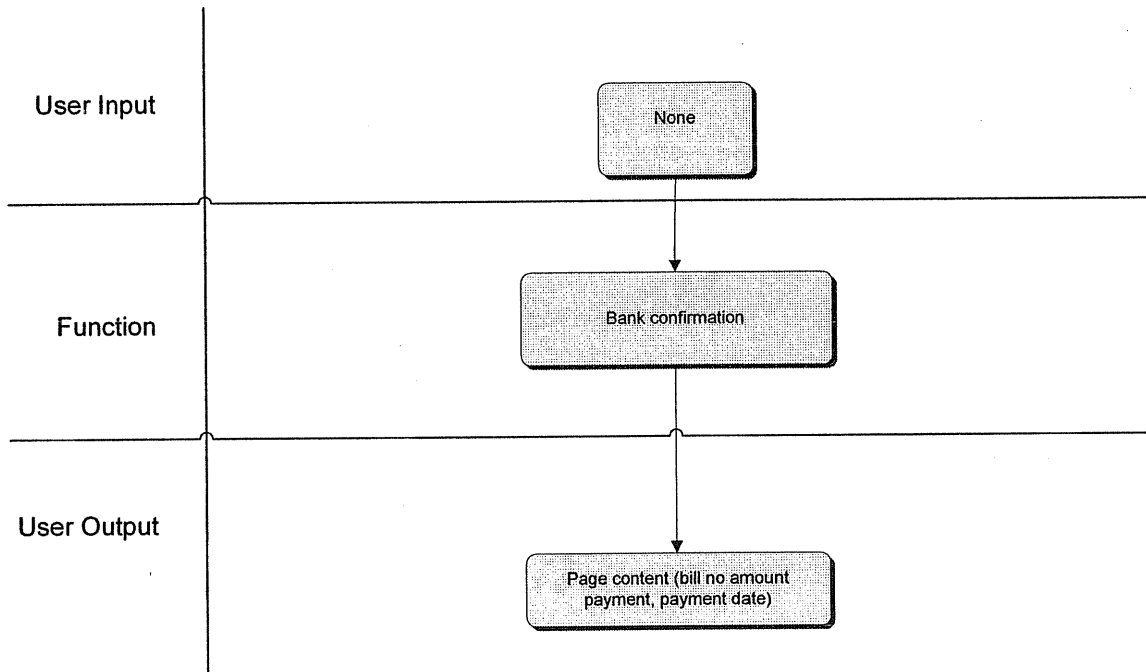 User Input
None
Function
Bank confirmation
User Output
Page content (bill no amount
payment, payment date)